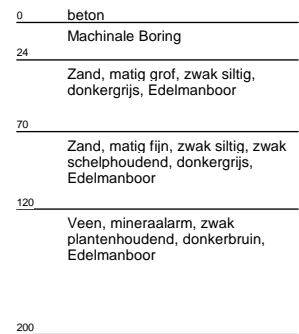 0 beton
Machinale Boring
24
Zand, matig grof, zwak siltig,
donkergrijs, Edelmanboor
70
Zand, matig fijn, zwak siltig, zwak
schelphoudend, donkergrijs,
Edelmanboor
120
Veen, mineraalarm, zwak
plantenhoudend, donkerbruin,
Edelmanboor
200